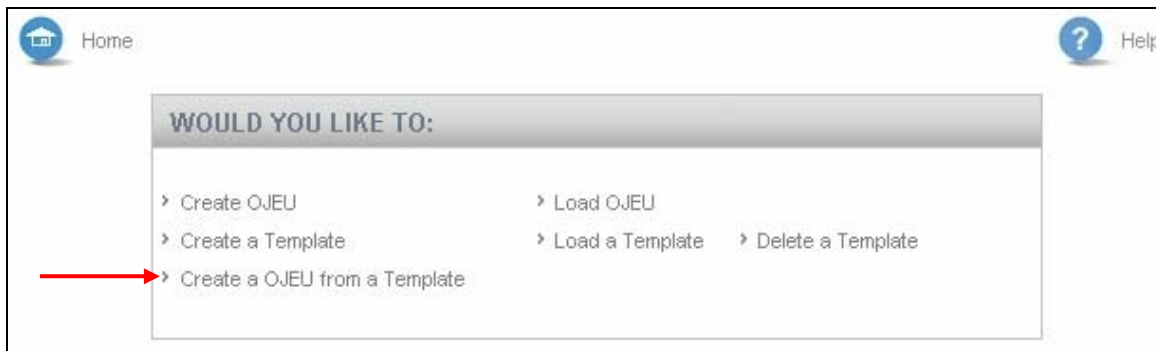 Home
Help
WOULD YOU LIKE TO:
Create OJEU
Load OJEU
Create a Template
Load a Template
Delete a Template
Create a OJEU from a Template